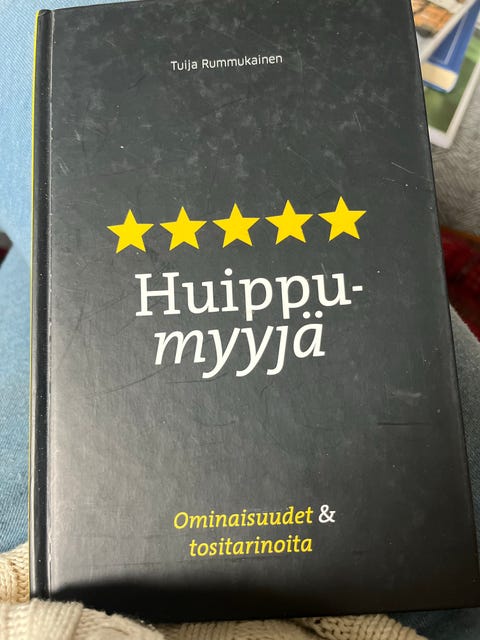 Tuija Rummukainen
Huippu-
myyjä
Ominaisuudet &
tositarinoita